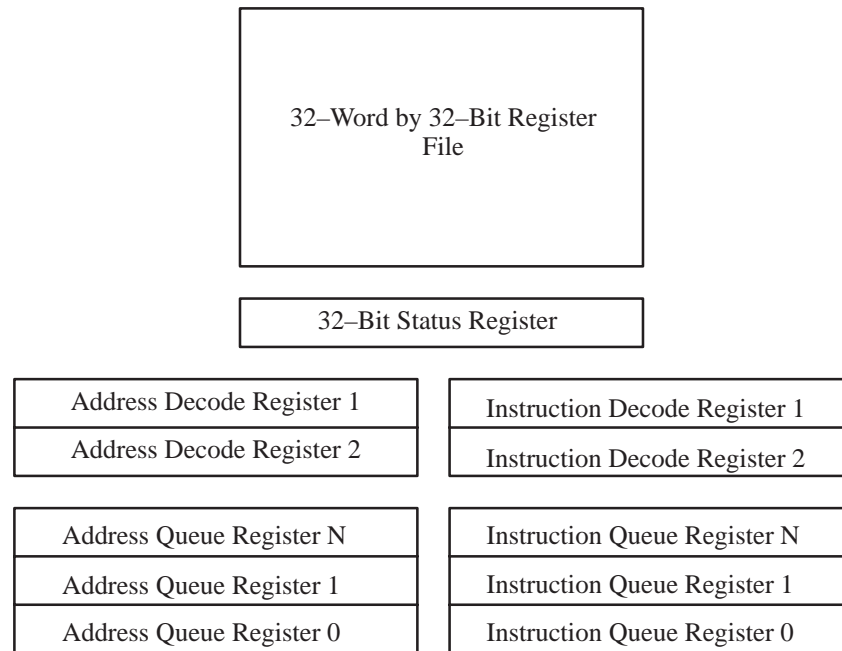 32–Word by 32–Bit Register
File
32–Bit Status Register
Address Decode Register 1
Address Decode Register 2
Instruction Decode Register 1
Instruction Decode Register 2
Address Queue Register N
Address Queue Register 1
Address Queue Register 0
Instruction Queue Register N
Instruction Queue Register 1
Instruction Queue Register 0